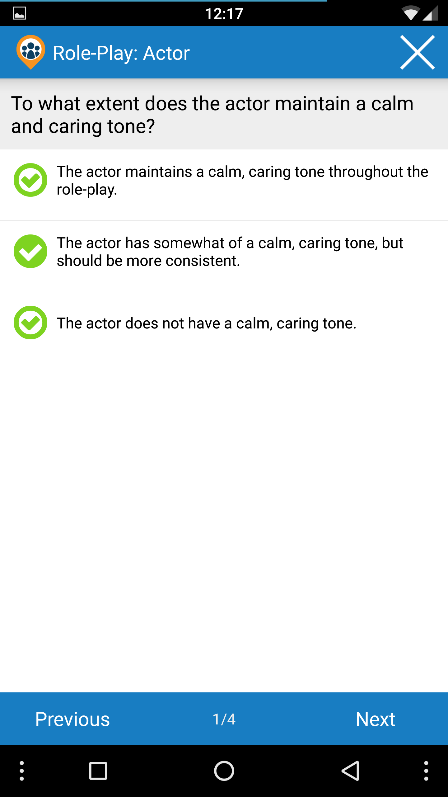 12:17
Role-Play: Actor
To what extent does the actor maintain a calm
and caring tone?
The actor maintains a calm, caring tone throughout the
role-play.
The actor has somewhat of a calm, caring tone, but
should be more consistent.
The actor does not have a calm, caring tone.
Previous 1/4 Next